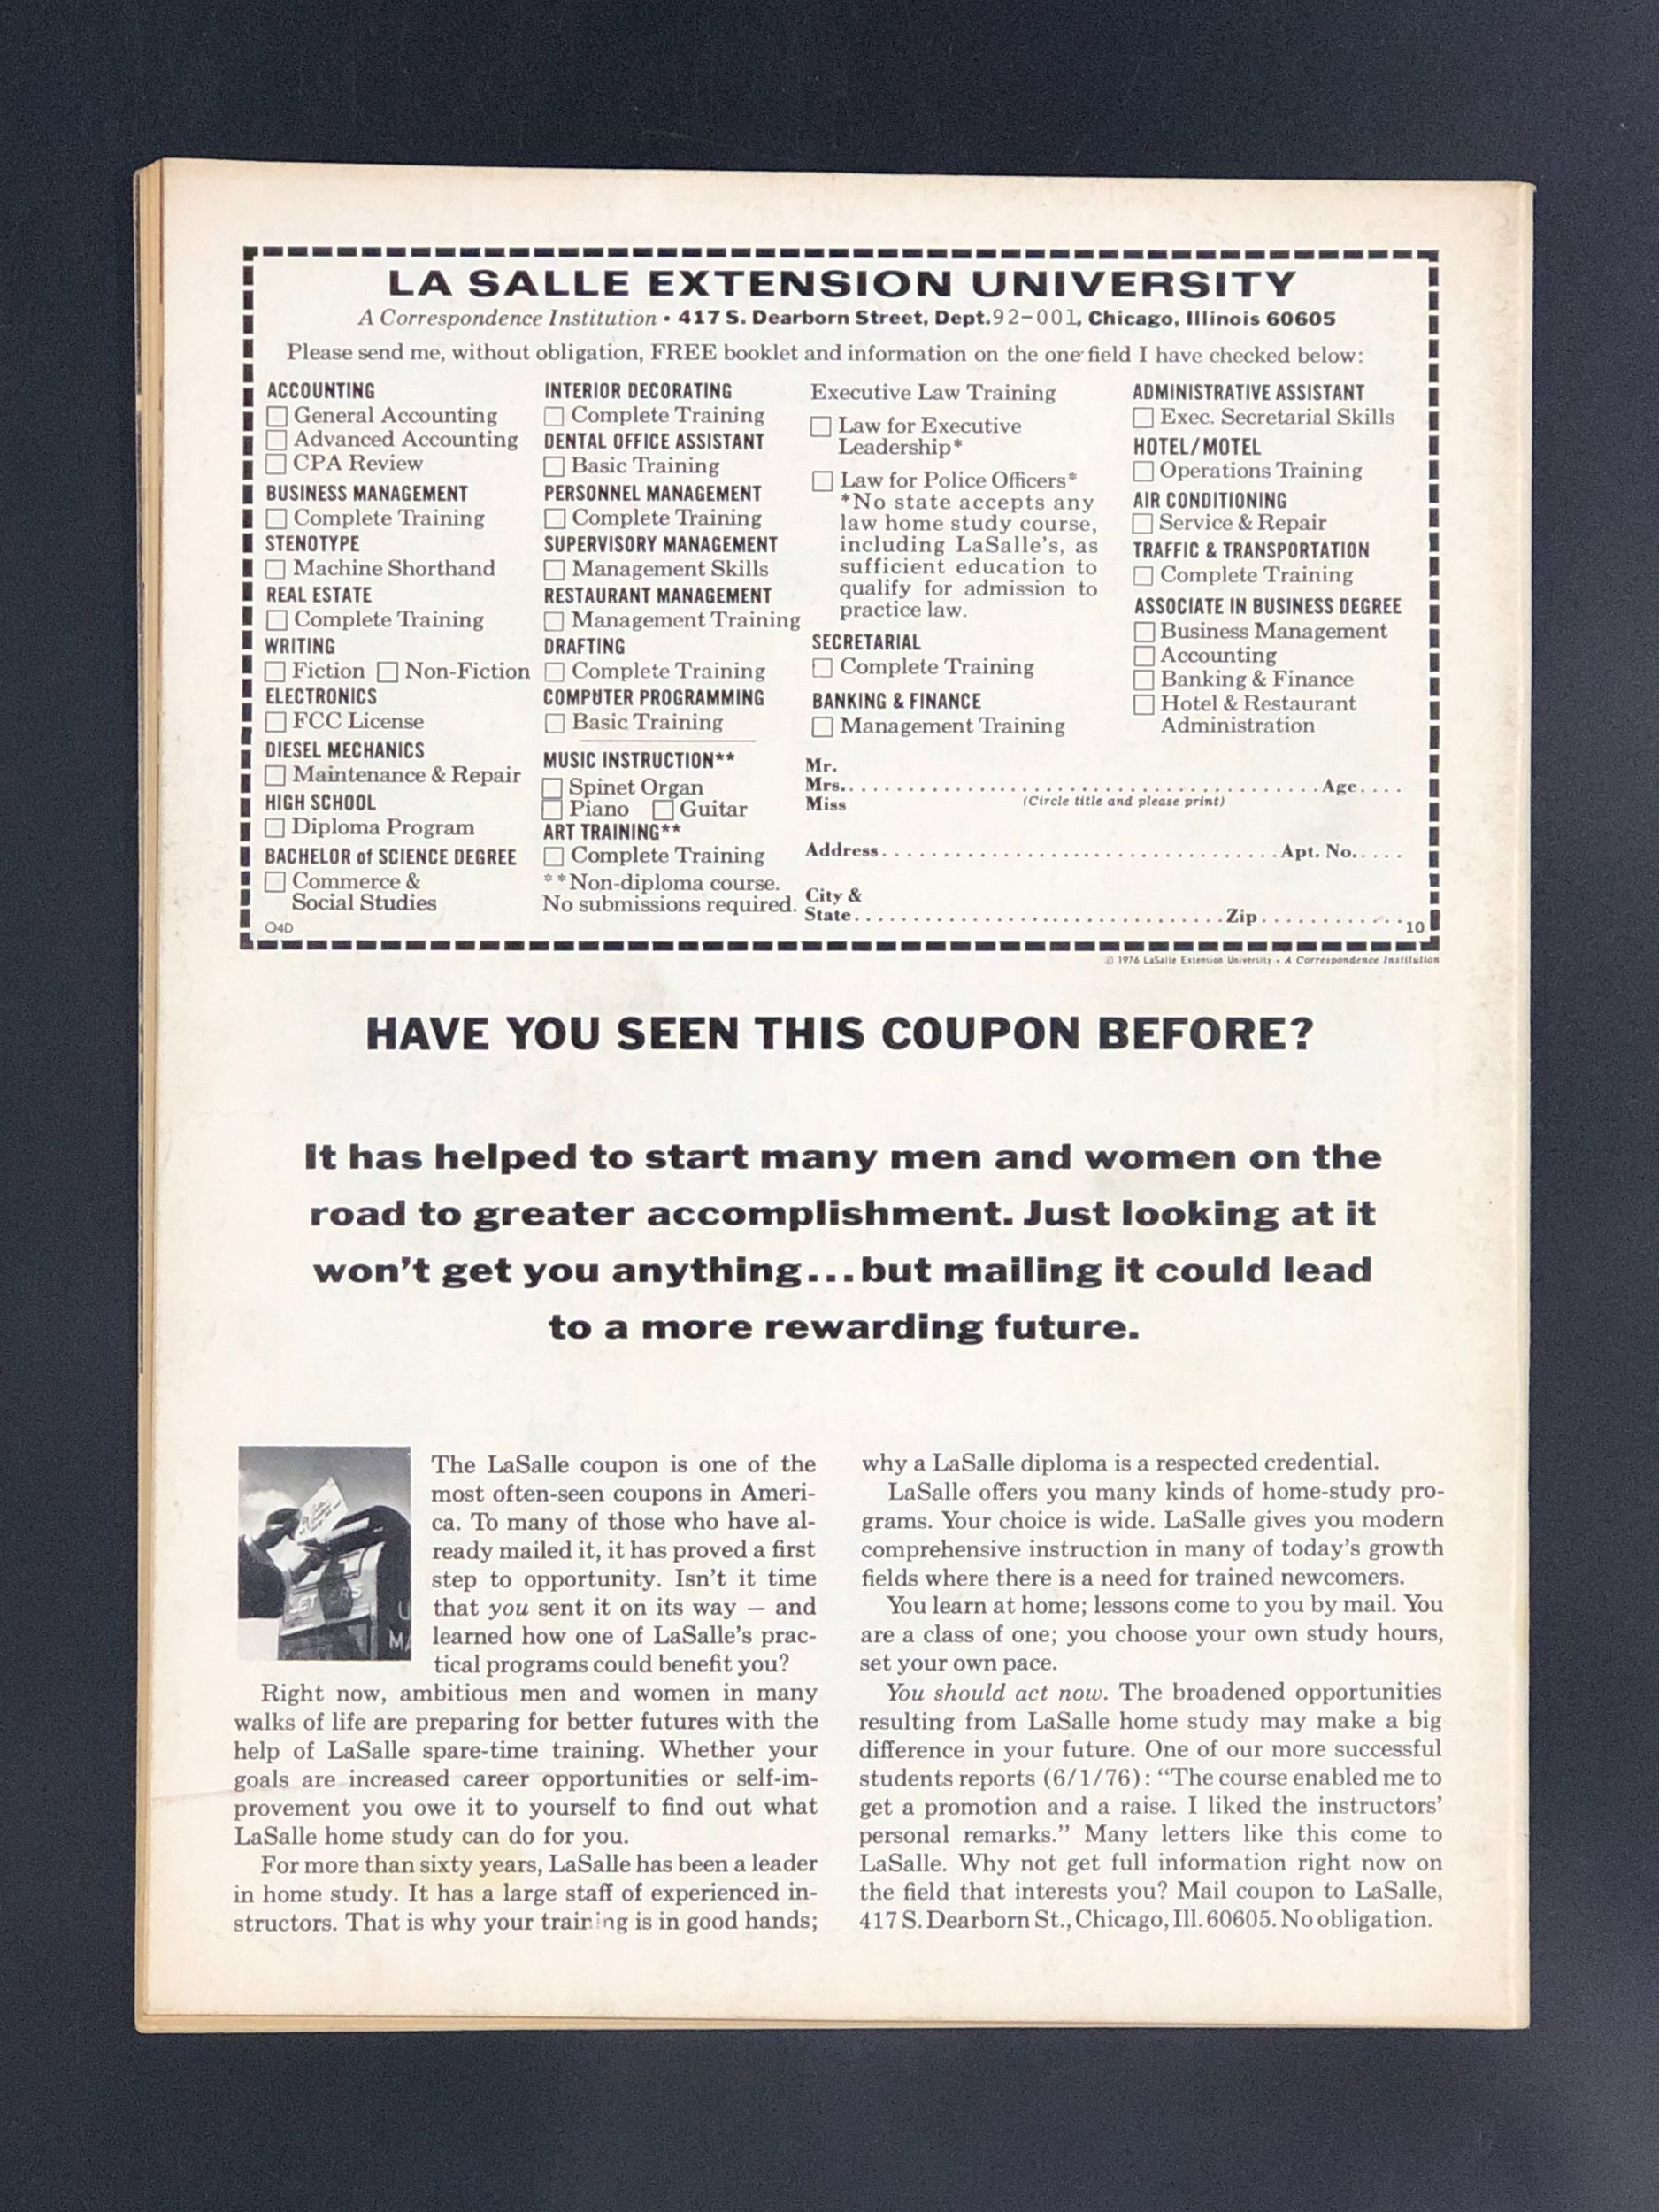 LA SALLE EXTENSION UNIVERSITY
A Correspondence Institution • 417 S. Dearborn Street, Dept. 92-001, Chicago, Illinois 60605
Please send me, without obligation, FREE booklet and information on the one field I have checked below:
ACCOUNTING
☐ General Accounting
☐ Advanced Accounting
☐ CPA Review
BUSINESS MANAGEMENT
☐ Complete Training
STENOTYPE
☐ Machine Shorthand
REAL ESTATE
☐ Complete Training
WRITING
☐ Fiction ☐ Non-Fiction
ELECTRONICS
☐ FCC License
DIESEL MECHANICS
☐ Maintenance & Repair
HIGH SCHOOL
☐ Diploma Program
BACHELOR of SCIENCE DEGREE
☐ Commerce &
Social Studies
O4D
INTERIOR DECORATING
☐ Complete Training
DENTAL OFFICE ASSISTANT
☐ Basic Training
PERSONNEL MANAGEMENT
☐ Complete Training
SUPERVISORY MANAGEMENT
☐ Management Skills
RESTAURANT MANAGEMENT
☐ Management Training
DRAFTING
☐ Complete Training
COMPUTER PROGRAMMING
☐ Basic Training
MUSIC INSTRUCTION**
☐ Spinet Organ
☐ Piano ☐ Guitar
ART TRAINING**
☐ Complete Training
**Non-diploma course.
No submissions required.
Executive Law Training
☐ Law for Executive
Leadership*
☐ Law for Police Officers*
*No state accepts any
law home study course,
including LaSalle's, as
sufficient education to
qualify for admission to
practice law.
SECRETARIAL
☐ Complete Training
BANKING & FINANCE
☐ Management Training
ADMINISTRATIVE ASSISTANT
☐ Exec. Secretarial Skills
HOTEL/MOTEL
☐ Operations Training
AIR CONDITIONING
☐ Service & Repair
TRAFFIC & TRANSPORTATION
☐ Complete Training
ASSOCIATE IN BUSINESS DEGREE
☐ Business Management
☐ Accounting
☐ Banking & Finance
☐ Hotel & Restaurant
Administration
Mr.
Mrs. Age
Miss (Circle title and please print)
Address Apt. No.
City &
State Zip 10
© 1976 LaSalle Extension University • A Correspondence Institution
HAVE YOU SEEN THIS COUPON BEFORE?
It has helped to start many men and women on the
road to greater accomplishment. Just looking at it
won't get you anything...but mailing it could lead
to a more rewarding future.
The LaSalle coupon is one of the
most often-seen coupons in Ameri-
ca. To many of those who have al-
ready mailed it, it has proved a first
step to opportunity. Isn't it time
that you sent it on its way — and
learned how one of LaSalle's prac-
tical programs could benefit you?
Right now, ambitious men and women in many
walks of life are preparing for better futures with the
help of LaSalle spare-time training. Whether your
goals are increased career opportunities or self-im-
provement you owe it to yourself to find out what
LaSalle home study can do for you.
For more than sixty years, LaSalle has been a leader
in home study. It has a large staff of experienced in-
structors. That is why your training is in good hands;
why a LaSalle diploma is a respected credential.
LaSalle offers you many kinds of home-study pro-
grams. Your choice is wide. LaSalle gives you modern
comprehensive instruction in many of today's growth
fields where there is a need for trained newcomers.
You learn at home; lessons come to you by mail. You
are a class of one; you choose your own study hours,
set your own pace.
You should act now. The broadened opportunities
resulting from LaSalle home study may make a big
difference in your future. One of our more successful
students reports (6/1/76): "The course enabled me to
get a promotion and a raise. I liked the instructors'
personal remarks." Many letters like this come to
LaSalle. Why not get full information right now on
the field that interests you? Mail coupon to LaSalle,
417 S. Dearborn St., Chicago, Ill. 60605. No obligation.